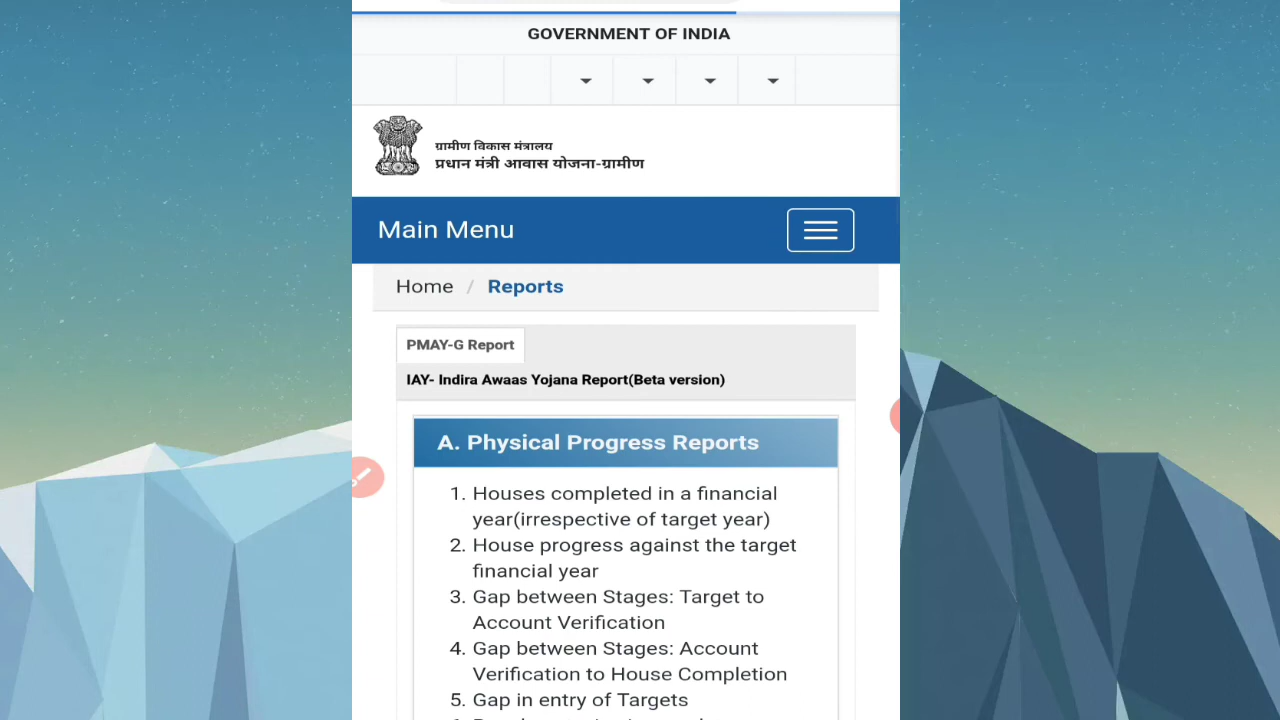 GOVERNMENT OF INDIA
ग्रामीण विकास मंत्रालय
प्रधान मंत्री आवास योजना-ग्रामीण
Main Menu
Home / Reports
PMAY-G Report
IAY- Indira Awaas Yojana Report(Beta version)
A. Physical Progress Reports
1. Houses completed in a financial
year(irrespective of target year)
2. House progress against the target
financial year
3. Gap between Stages: Target to
Account Verification
4. Gap between Stages: Account
Verification to House Completion
5. Gap in entry of Targets